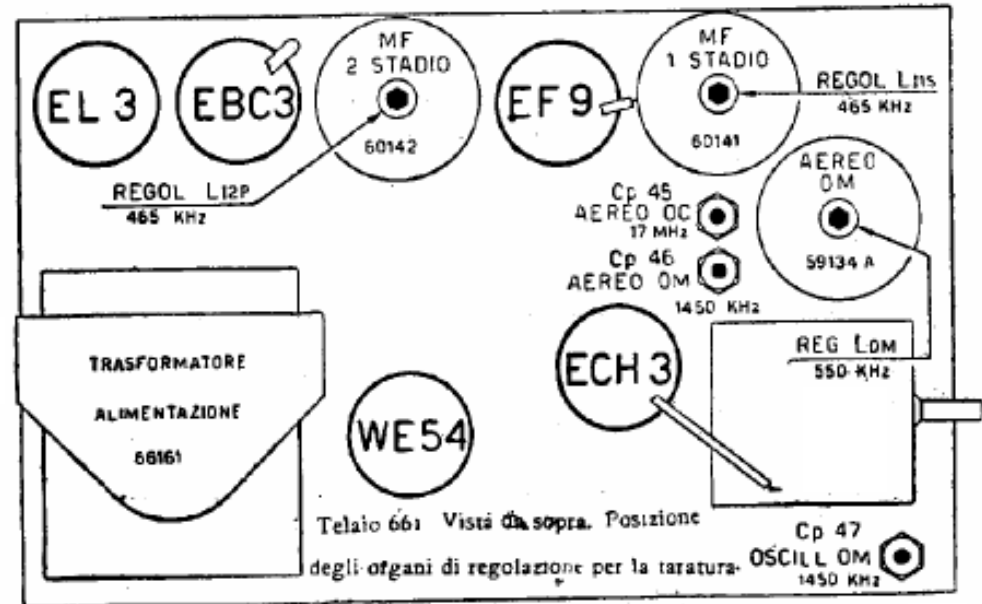 EL 3
EBC3
MF
2 STADIO
60142
EF9
MF
1 STADIO
60141
REGOL L11S
465 KHz
REGOL L12P
465 KHz
AEREO
OM
59134 A
Cp 45
AEREO OC
17 MHz
Cp 46
AEREO OM
1450 KHz
TRASFORMATORE
ALIMENTAZIONE
66161
WE54
ECH 3
REG LOM
550 KHz
Telaio 661 Vista da sopra. Posizione
degli organi di regolazione per la taratura.
Cp 47
OSCILL OM
1450 KHz